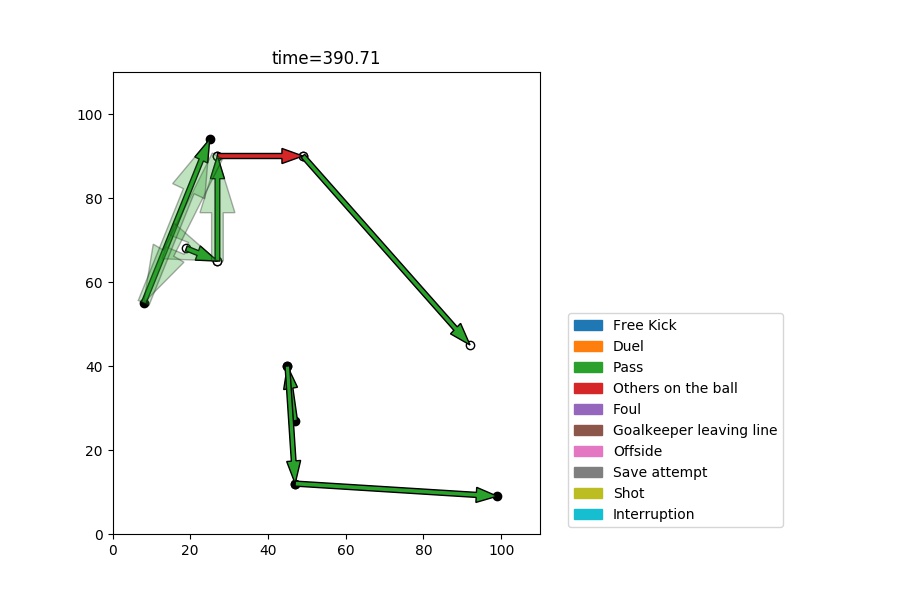 time=390.71
100
80
60
40
20
0
0 20 40 60 80 100
Free Kick
Duel
Pass
Others on the ball
Foul
Goalkeeper leaving line
Offside
Save attempt
Shot
Interruption